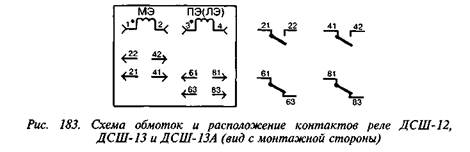 МЭ ПЭ(ЛЭ)
1 2 3 4
22 42
21 41 61 81
63 83
21 22 41 42
61 63 81 83
Рис. 183. Схема обмоток и расположение контактов реле ДСШ-12,
ДСШ-13 и ДСШ-13А (вид с монтажной стороны)